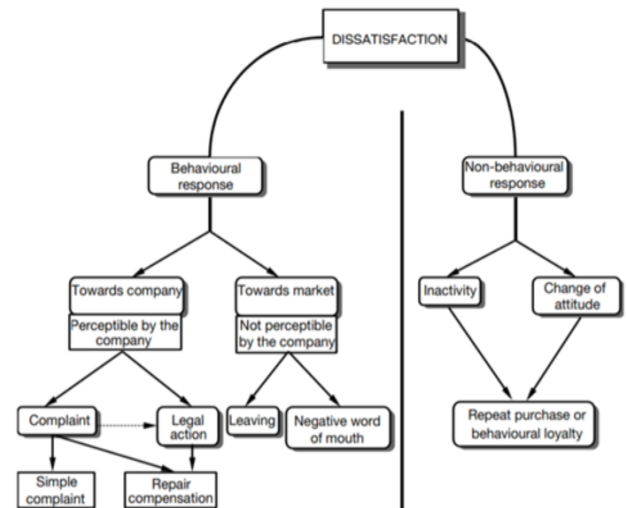 DISSATISFACTION
Behavioural
response
Non-behavioural
response
Towards company
Perceptible by the
company
Towards market
Not perceptible
by the company
Inactivity
Change of
attitude
Complaint
Legal
action
Leaving
Negative word
of mouth
Repeat purchase or
behavioural loyalty
Simple
complaint
Repair
compensation